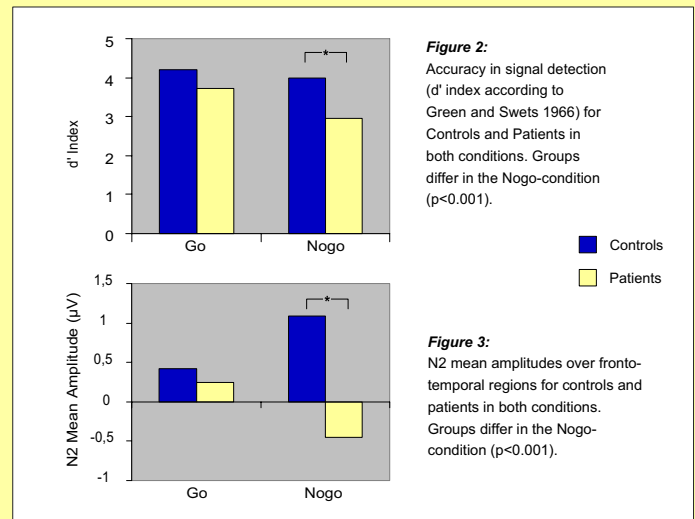 5
4
3
2
1
0
d' Index
*
Go
Nogo
Figure 2:
Accuracy in signal detection
(d' index according to
Green and Swets 1966) for
Controls and Patients in
both conditions. Groups
differ in the Nogo-condition
(p<0.001).
Controls
Patients
1,5
1
0,5
0
-0,5
-1
N2 Mean Amplitude (µV)
*
Go
Nogo
Figure 3:
N2 mean amplitudes over fronto-
temporal regions for controls and
patients in both conditions.
Groups differ in the Nogo-
condition (p<0.001).